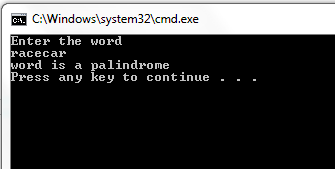 C:\Windows\system32\cmd.exe
Enter the word
racecar
word is a palindrome
Press any key to continue . . .